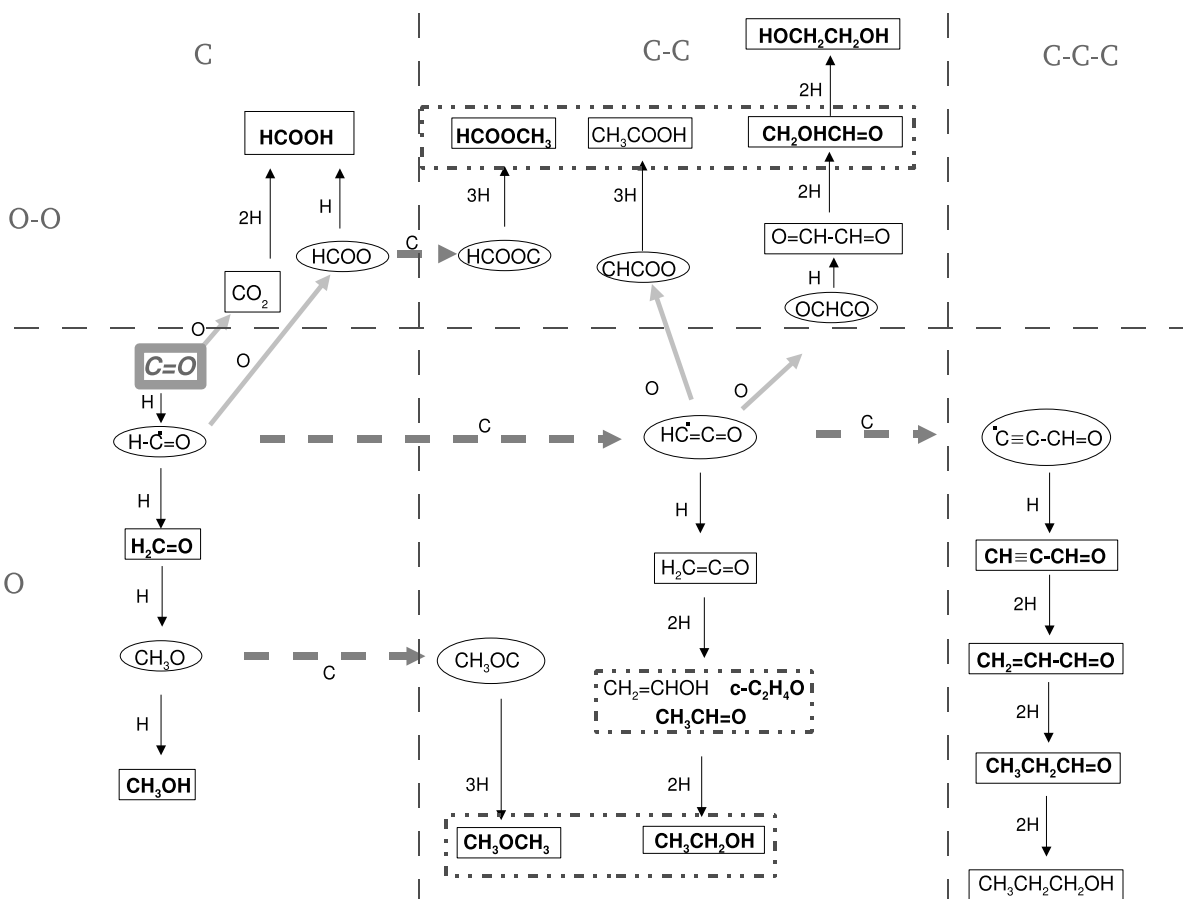 C
C-C
C-C-C
HOCH₂CH₂OH
2H
HCOOH
HCOOCH₃
CH₃COOH
CH₂OHCH=O
O-O
2H
H
3H
3H
2H
HCOO
C
HCOOC
CHCOO
O=CH-CH=O
H
CO₂
OCHCO
O
C=O
O
O
O
H
H-Ċ=O
C
HĊ=C=O
C
Ċ≡C-CH=O
H
H
H
H₂C=O
H₂C=C=O
CH≡C-CH=O
O
H
2H
2H
CH₃O
C
CH₃OC
CH₂=CHOH c-C₂H₄O
CH₃CH=O
CH₂=CH-CH=O
H
2H
CH₃OH
3H
2H
CH₃CH₂CH=O
2H
CH₃OCH₃
CH₃CH₂OH
CH₃CH₂CH₂OH